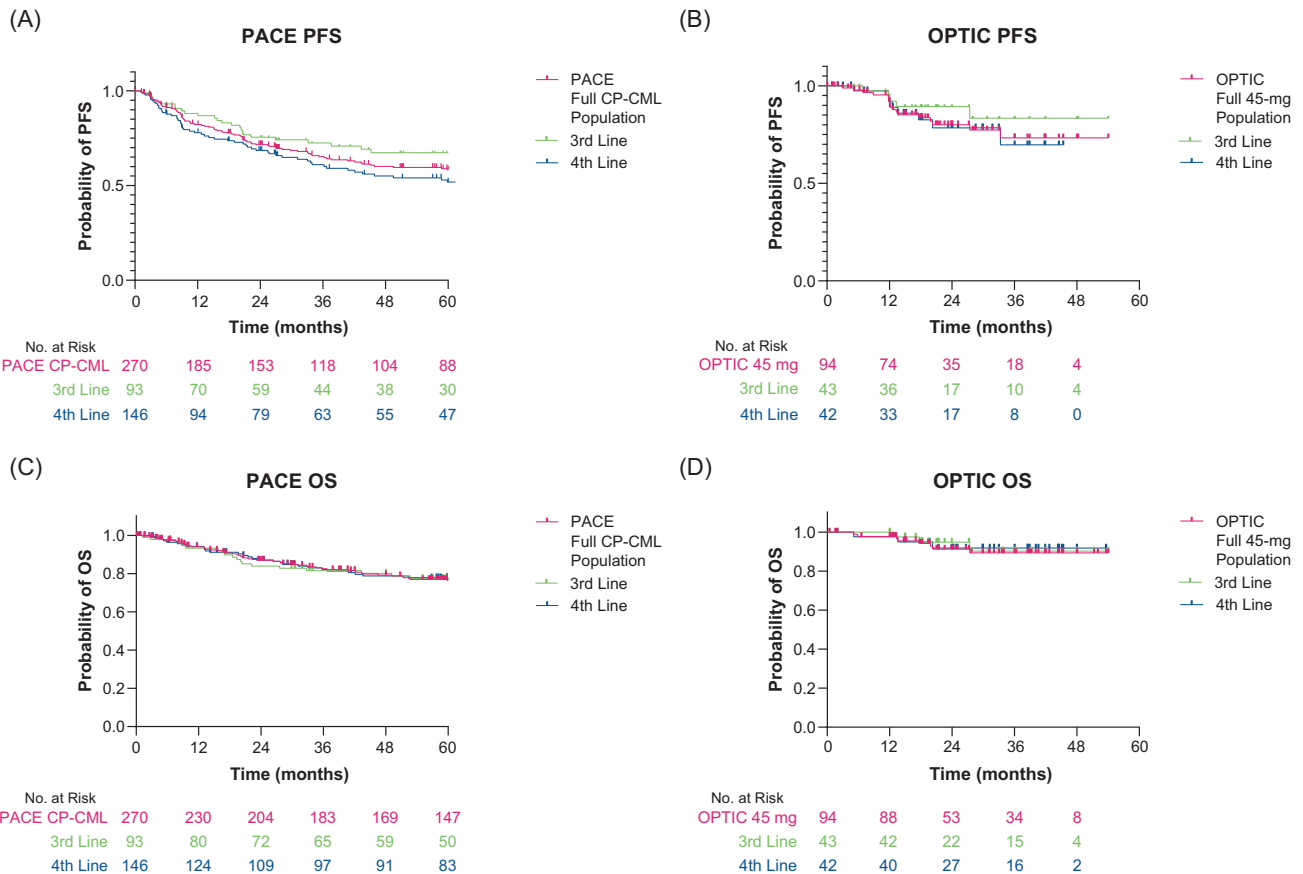 (A)
PACE PFS
Probability of PFS
1.0
0.5
0.0
0 12 24 36 48 60
Time (months)
PACE
Full CP-CML
Population
3rd Line
4th Line
No. at Risk
PACE CP-CML 270 185 153 118 104 88
3rd Line 93 70 59 44 38 30
4th Line 146 94 79 63 55 47
(B)
OPTIC PFS
Probability of PFS
1.0
0.5
0.0
0 12 24 36 48 60
Time (months)
OPTIC
Full 45-mg
Population
3rd Line
4th Line
No. at Risk
OPTIC 45 mg 94 74 35 18 4
3rd Line 43 36 17 10 4
4th Line 42 33 17 8 0
(C)
PACE OS
Probability of OS
1.0
0.8
0.6
0.4
0.2
0.0
0 12 24 36 48 60
Time (months)
PACE
Full CP-CML
Population
3rd Line
4th Line
No. at Risk
PACE CP-CML 270 230 204 183 169 147
3rd Line 93 80 72 65 59 50
4th Line 146 124 109 97 91 83
(D)
OPTIC OS
Probability of OS
1.0
0.8
0.6
0.4
0.2
0.0
0 12 24 36 48 60
Time (months)
OPTIC
Full 45-mg
Population
3rd Line
4th Line
No. at Risk
OPTIC 45 mg 94 88 53 34 8
3rd Line 43 42 22 15 4
4th Line 42 40 27 16 2